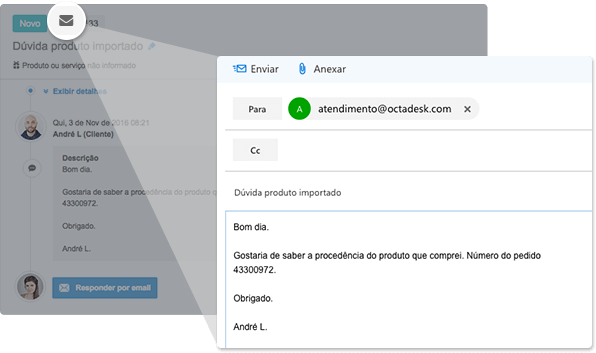 Novo
33
Dúvida produto importado
Produto ou serviço não informado
Exibir detalhes
Qui, 3 de Nov de 2016 08:21
André L (Cliente)
Descrição
Bom dia.
Gostaria de saber a procedência do produto que
43300972.
Obrigado.
André L.
Responder por email
Enviar
Anexar
Para
A
atendimento@octadesk.com
Cc
Dúvida produto importado
Bom dia.
Gostaria de saber a procedência do produto que comprei. Número do pedido
43300972.
Obrigado.
André L.